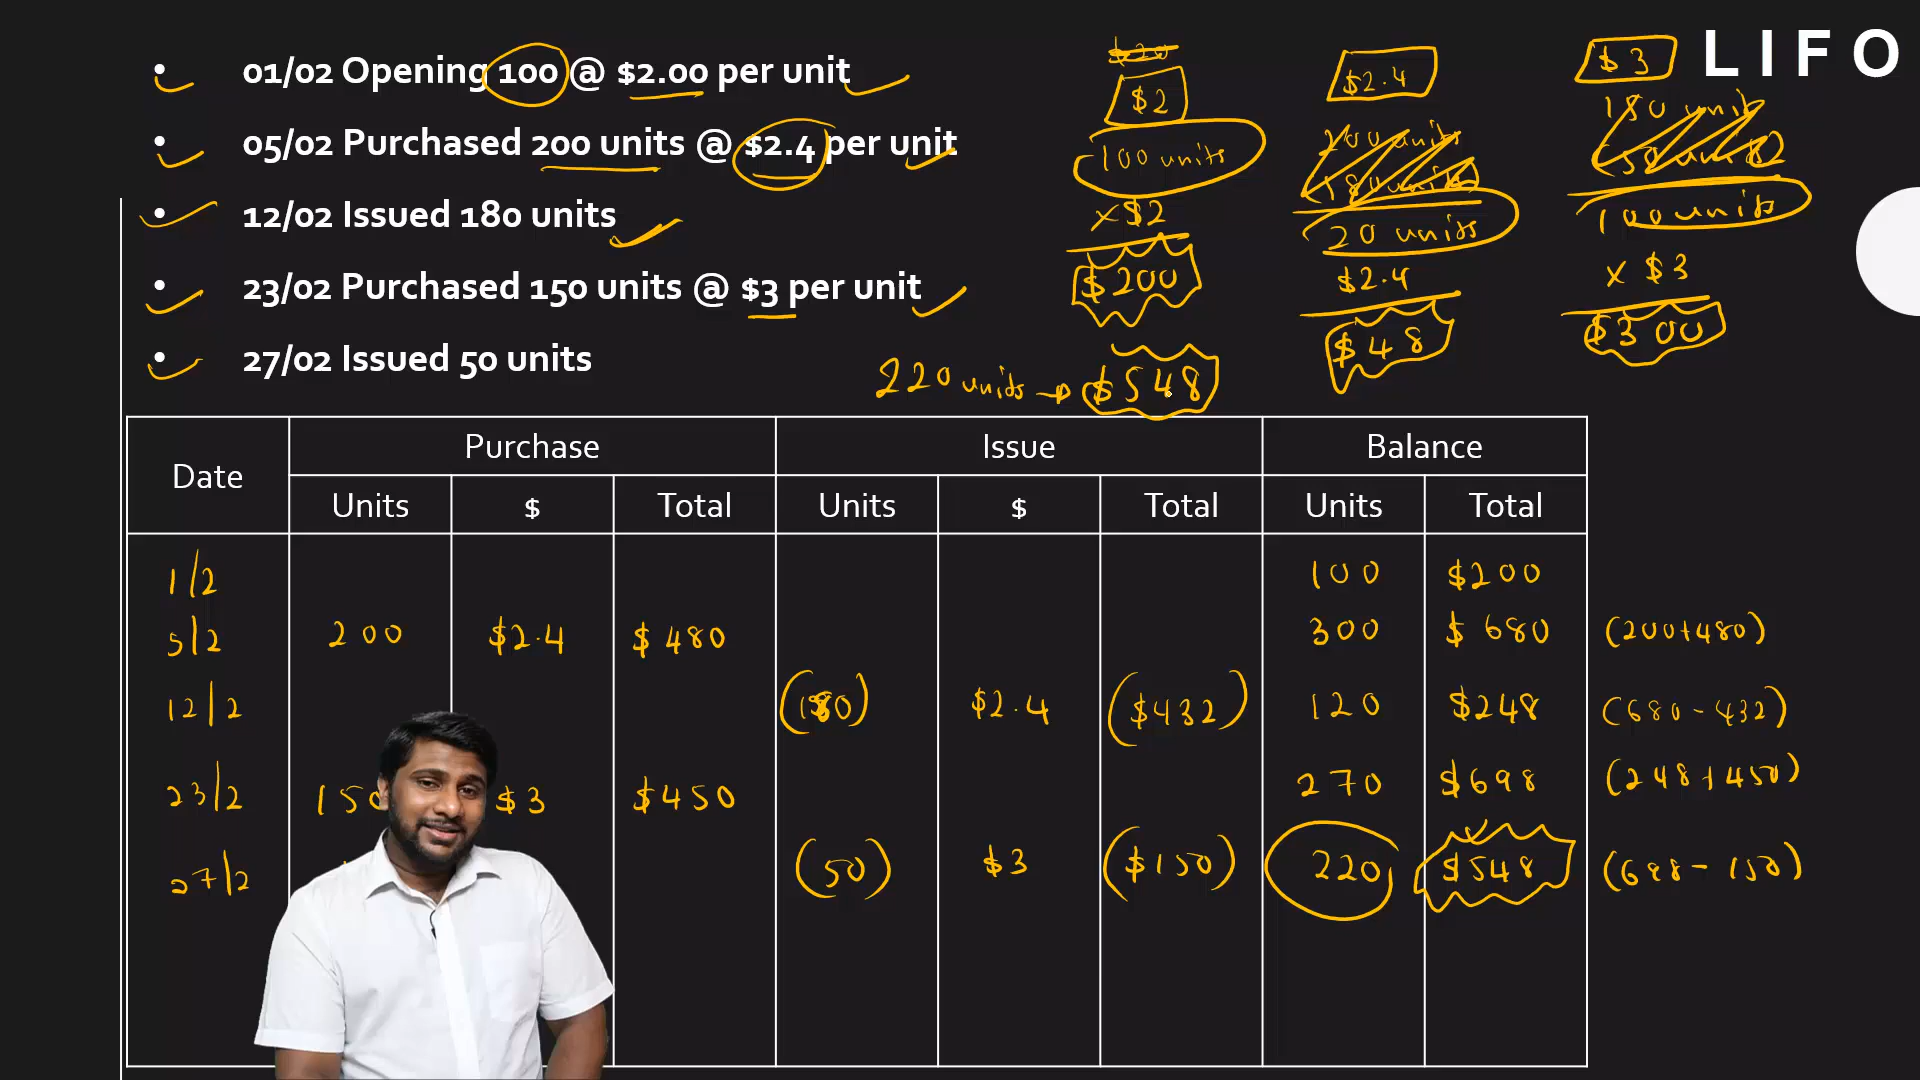 LIFO
• 01/02 Opening 100 @ $2.00 per unit
• 05/02 Purchased 200 units @ $2.4 per unit
• 12/02 Issued 180 units
• 23/02 Purchased 150 units @ $3 per unit
• 27/02 Issued 50 units
$2
100 units
x $2
$200
$2.4
200 units
180 units
20 units
$2.4
$48
$3
100 units
x $3
$300
220 units → $548
Date Purchase Issue Balance
Units $ Total Units $ Total Units Total
1/2 100 $200
5/2 200 $2.4 $480 300 $680 (200+480)
12/2 (180) $2.4 ($432) 120 $248 (680-432)
23/2 150 $3 $450 270 $698 (248+450)
27/2 (50) $3 ($150) 220 $548 (698-150)